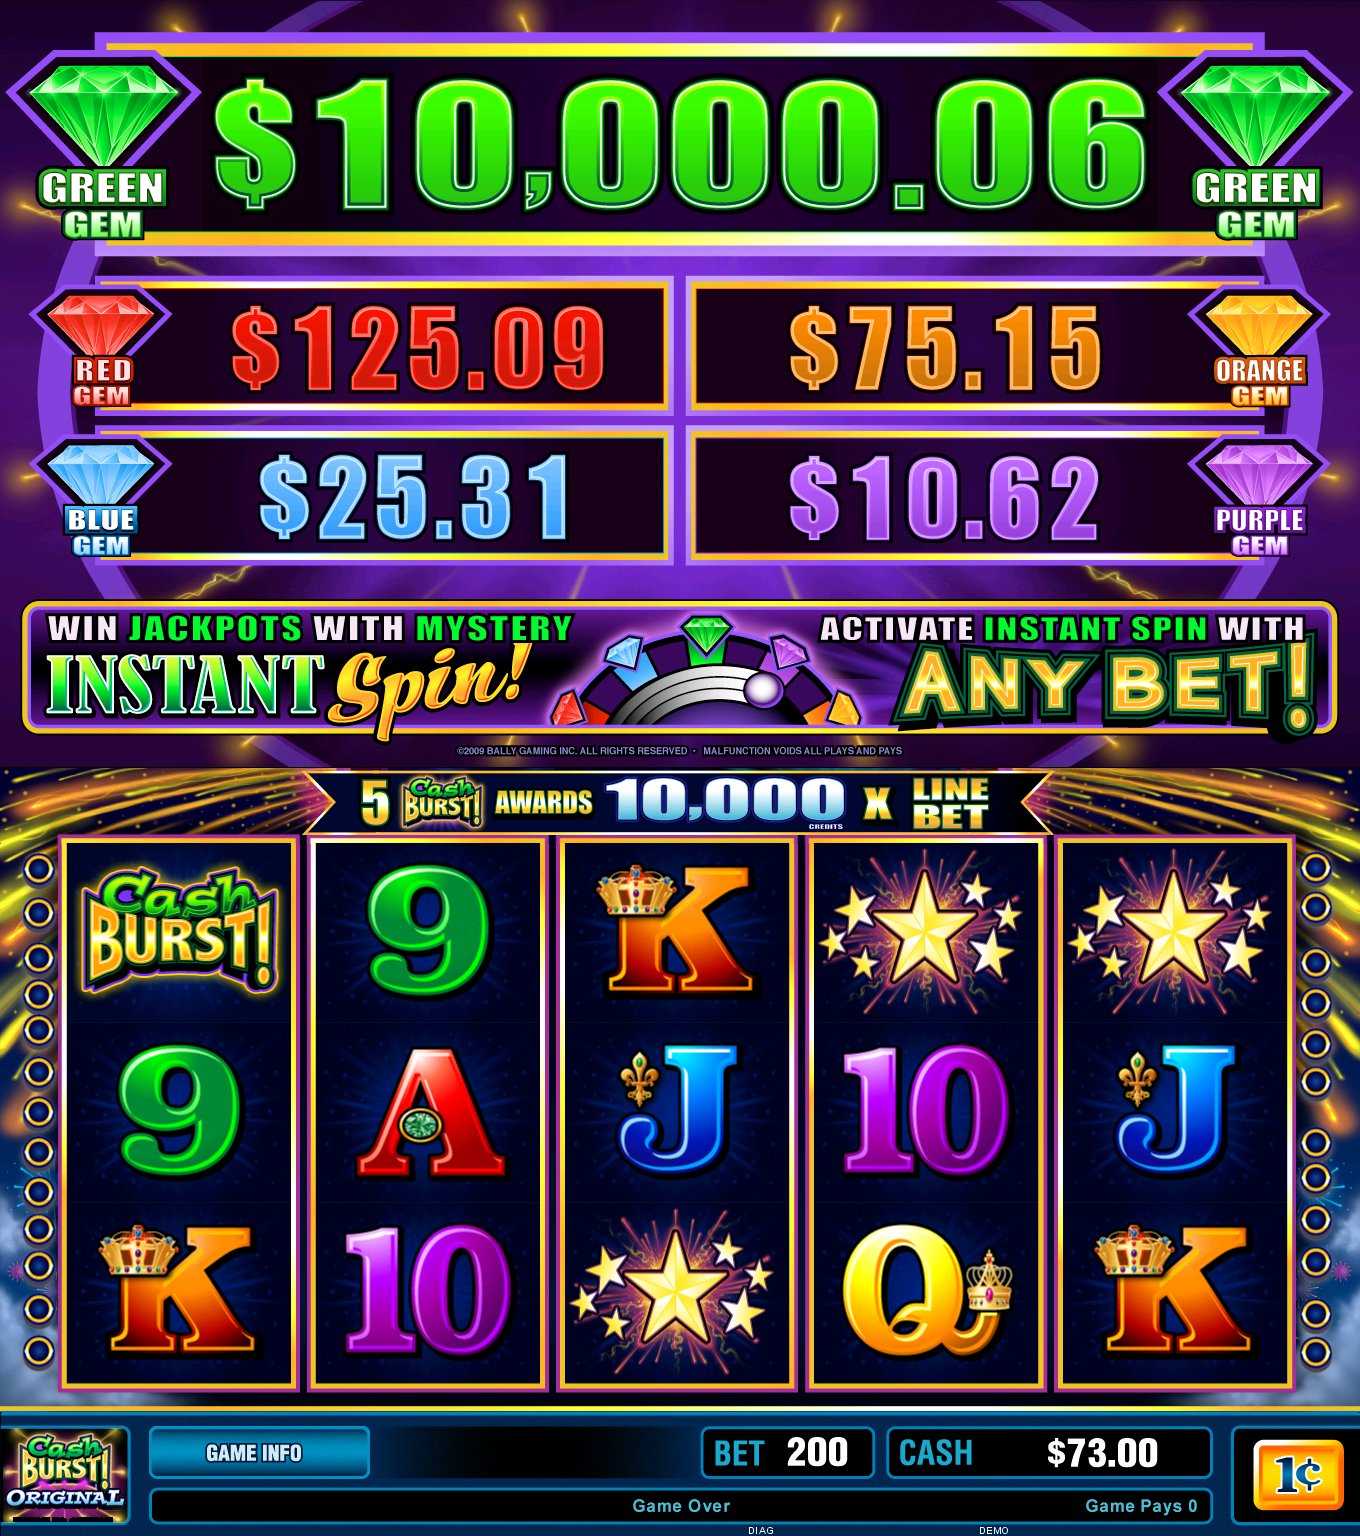 $10,000.06
GREEN
GEM
GREEN
GEM
$125.09
RED
GEM
$75.15
ORANGE
GEM
$25.31
BLUE
GEM
$10.62
PURPLE
GEM
WIN JACKPOTS WITH MYSTERY
INSTANT Spin!
ACTIVATE INSTANT SPIN WITH
ANY BET!
©2009 BALLY GAMING INC. ALL RIGHTS RESERVED • MALFUNCTION VOIDS ALL PLAYS AND PAYS
5 Cash BURST! AWARDS 10,000 CREDITS X LINE BET
Cash
BURST!
9
K
9
A
J
10
J
K
10
Q
K
Cash
BURST!
ORIGINAL
GAME INFO
BET 200
CASH $73.00
1¢
Game Over
Game Pays 0
DIAG
DEMO